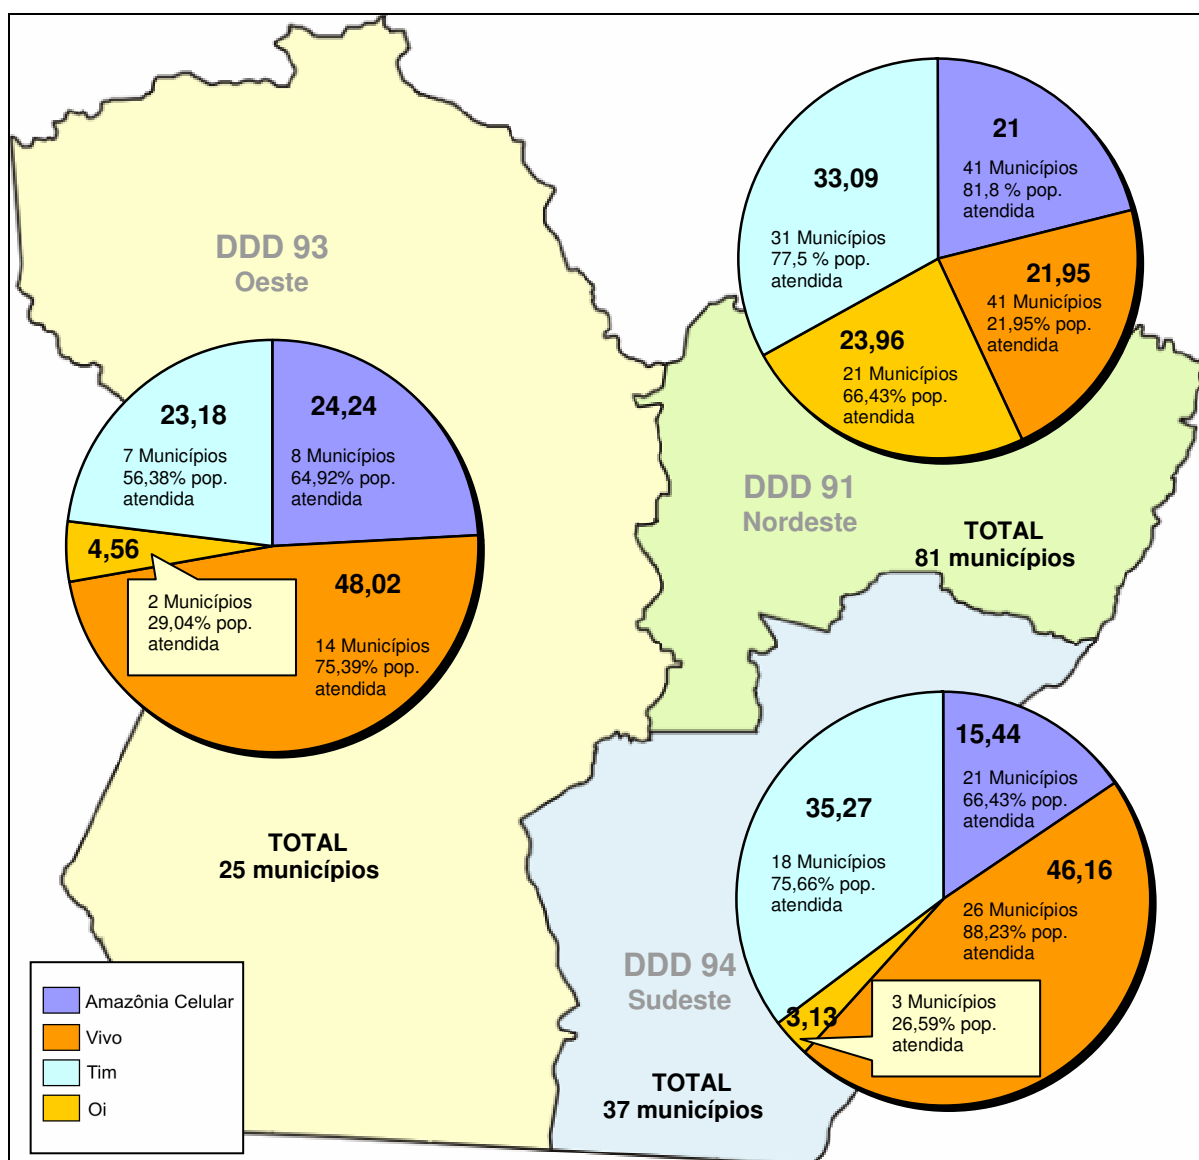 21
41 Municípios
81,8 % pop.
atendida
33,09
31 Municípios
77,5 % pop.
atendida
21,95
41 Municípios
21,95% pop.
atendida
23,96
21 Municípios
66,43% pop.
atendida
DDD 93
Oeste
23,18
7 Municípios
56,38% pop.
atendida
24,24
8 Municípios
64,92% pop.
atendida
4,56
2 Municípios
29,04% pop.
atendida
48,02
14 Municípios
75,39% pop.
atendida
DDD 91
Nordeste
TOTAL
81 municípios
TOTAL
25 municípios
15,44
21 Municípios
66,43% pop.
atendida
35,27
18 Municípios
75,66% pop.
atendida
46,16
26 Municípios
88,23% pop.
atendida
3,13
3 Municípios
26,59% pop.
atendida
DDD 94
Sudeste
TOTAL
37 municípios
Amazônia Celular
Vivo
Tim
Oi